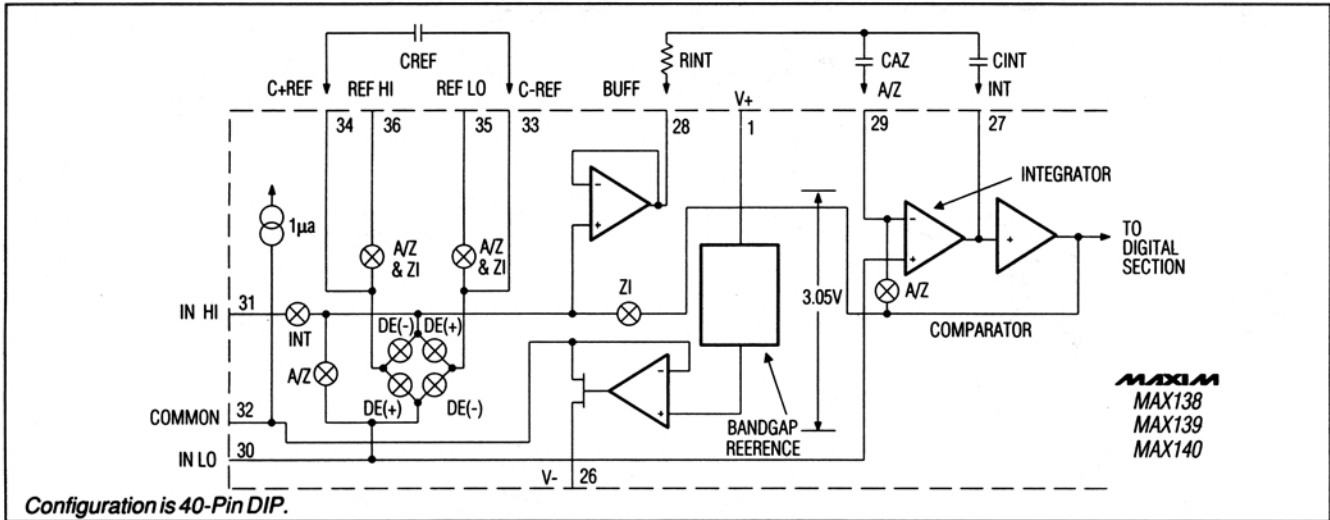 CREF
RINT
CAZ
CINT
C+REF
REF HI
REF LO
C-REF
BUFF
V+
A/Z
INT
34
36
35
33
28
1
29
27
INTEGRATOR
1µa
A/Z
& ZI
A/Z
& ZI
TO
DIGITAL
SECTION
3.05V
A/Z
ZI
IN HI
31
INT
DE(-)
DE(+)
COMPARATOR
A/Z
DE(+)
DE(-)
MAXIM
MAX138
MAX139
MAX140
COMMON
32
BANDGAP
REERENCE
IN LO
30
V-
26
Configuration is 40-Pin DIP.